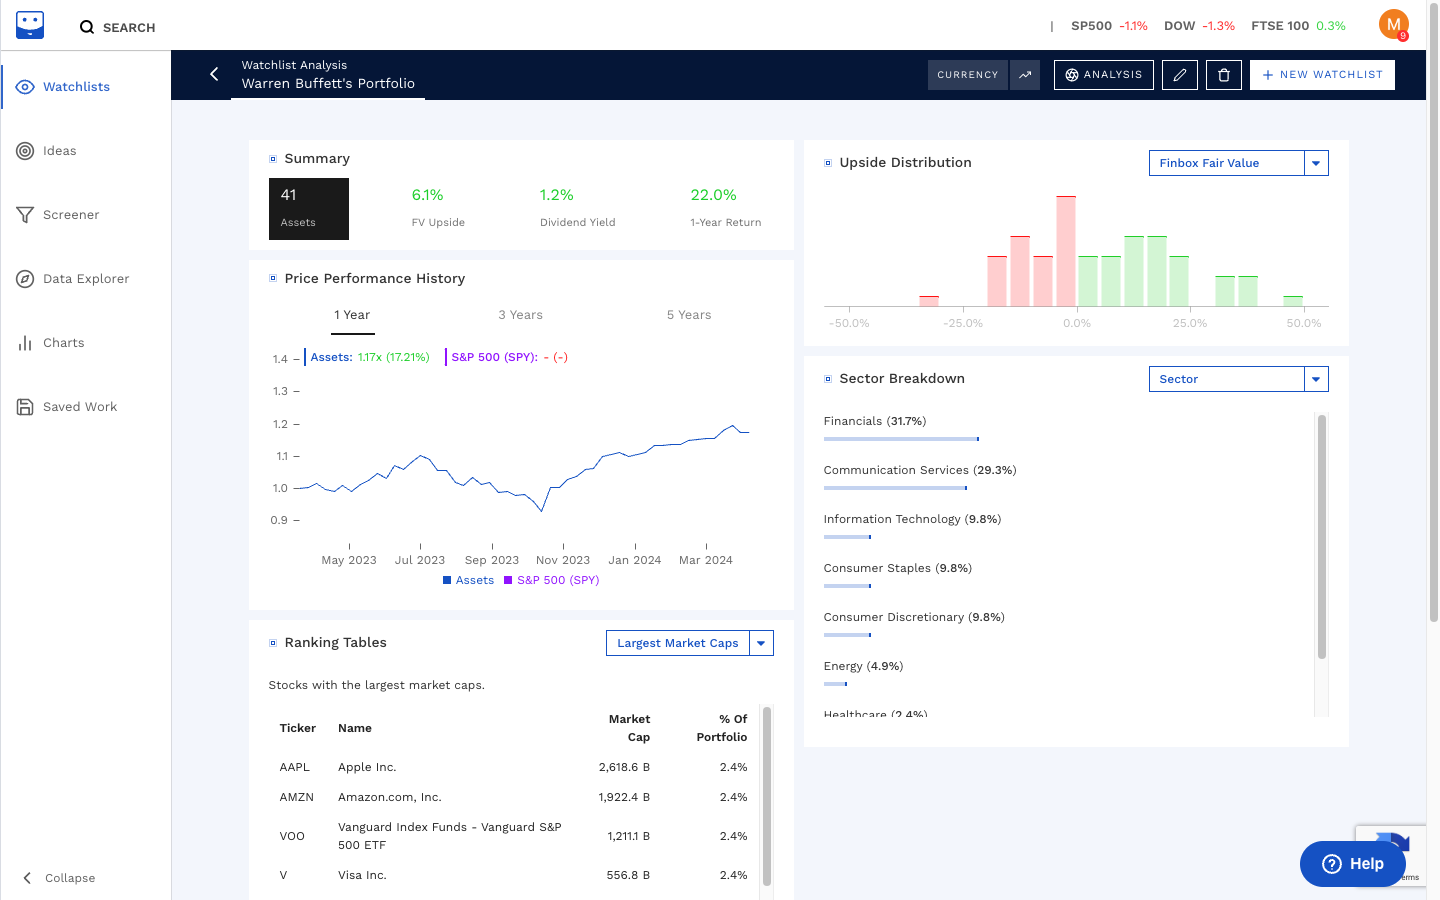 SEARCH
|
SP500 -1.1%
DOW -1.3%
FTSE 100 0.3%
M
9
Watchlists
Ideas
Screener
Data Explorer
Charts
Saved Work
Collapse
Watchlist Analysis
Warren Buffett's Portfolio
CURRENCY
ANALYSIS
NEW WATCHLIST
Summary
41
Assets
6.1%
FV Upside
1.2%
Dividend Yield
22.0%
1-Year Return
Price Performance History
1 Year
3 Years
5 Years
Assets: 1.17x (17.21%)
S&P 500 (SPY): - (-)
1.4
1.3
1.2
1.1
1.0
0.9
May 2023
Jul 2023
Sep 2023
Nov 2023
Jan 2024
Mar 2024
Assets
S&P 500 (SPY)
Ranking Tables
Largest Market Caps
Stocks with the largest market caps.
Ticker Name Market Cap % Of Portfolio
AAPL Apple Inc. 2,618.6 B 2.4%
AMZN Amazon.com, Inc. 1,922.4 B 2.4%
VOO Vanguard Index Funds - Vanguard S&P 500 ETF 1,211.1 B 2.4%
V Visa Inc. 556.8 B 2.4%
Upside Distribution
Finbox Fair Value
-50.0%
-25.0%
0.0%
25.0%
50.0%
Sector Breakdown
Sector
Financials (31.7%)
Communication Services (29.3%)
Information Technology (9.8%)
Consumer Staples (9.8%)
Consumer Discretionary (9.8%)
Energy (4.9%)
Healthcare (2.4%)
Help